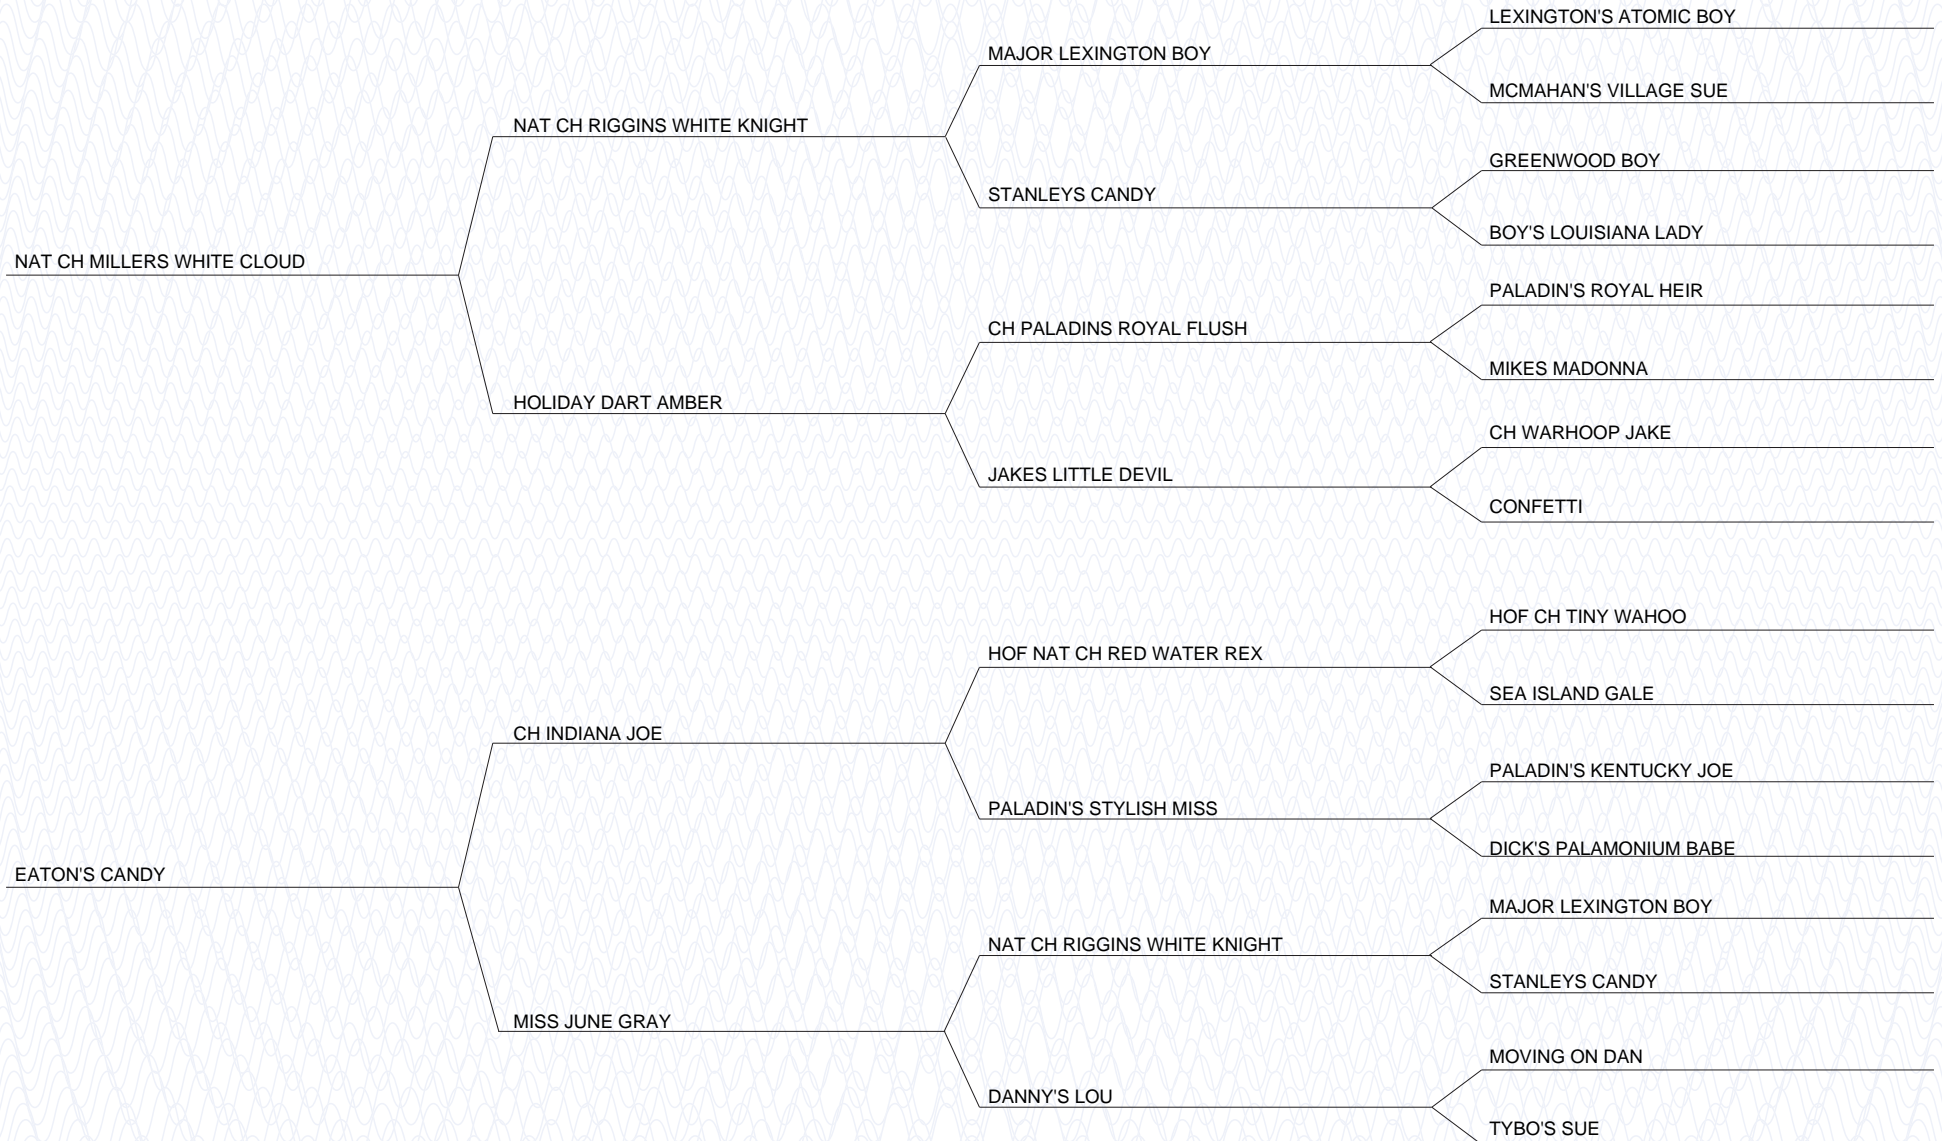 LEXINGTON'S ATOMIC BOY
MAJOR LEXINGTON BOY
MCMAHAN'S VILLAGE SUE
NAT CH RIGGINS WHITE KNIGHT
GREENWOOD BOY
STANLEYS CANDY
BOY'S LOUISIANA LADY
NAT CH MILLERS WHITE CLOUD
PALADIN'S ROYAL HEIR
CH PALADINS ROYAL FLUSH
MIKES MADONNA
HOLIDAY DART AMBER
CH WARHOOP JAKE
JAKES LITTLE DEVIL
CONFETTI
HOF CH TINY WAHOO
HOF NAT CH RED WATER REX
SEA ISLAND GALE
CH INDIANA JOE
PALADIN'S KENTUCKY JOE
PALADIN'S STYLISH MISS
DICK'S PALAMONIUM BABE
EATON'S CANDY
MAJOR LEXINGTON BOY
NAT CH RIGGINS WHITE KNIGHT
STANLEYS CANDY
MISS JUNE GRAY
MOVING ON DAN
DANNY'S LOU
TYBO'S SUE